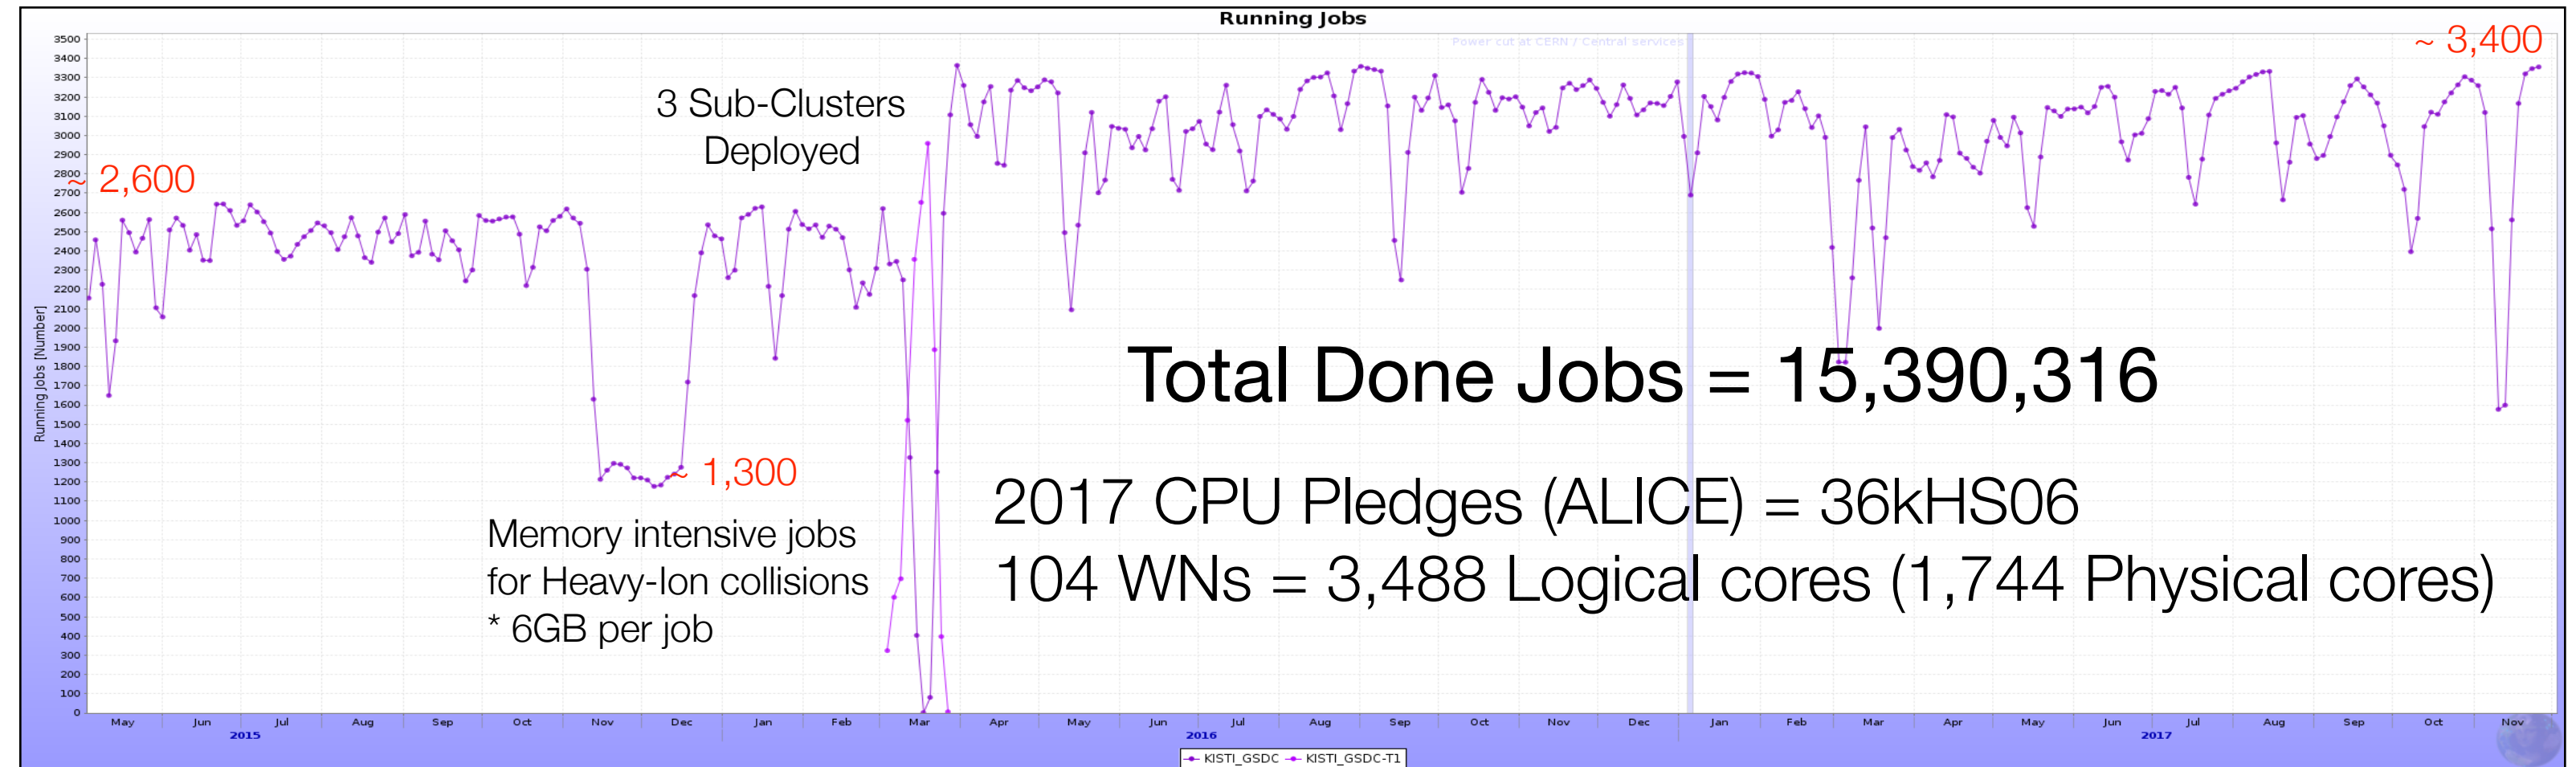 Running Jobs
Power cut at CERN / Central services
~ 3,400
3 Sub-Clusters
Deployed
~ 2,600
Total Done Jobs = 15,390,316
~ 1,300
2017 CPU Pledges (ALICE) = 36kHS06
Memory intensive jobs
for Heavy-Ion collisions
* 6GB per job
104 WNs = 3,488 Logical cores (1,744 Physical cores)
Running Jobs [Number]
3500
3400
3300
3200
3100
3000
2900
2800
2700
2600
2500
2400
2300
2200
2100
2000
1900
1800
1700
1600
1500
1400
1300
1200
1100
1000
900
800
700
600
500
400
300
200
100
0
May Jun Jul Aug Sep Oct Nov Dec Jan Feb Mar Apr May Jun Jul Aug Sep Oct Nov Dec Jan Feb Mar Apr May Jun Jul Aug Sep Oct Nov
2015 2016 2017
KISTI_GSDC KISTI_GSDC-T1